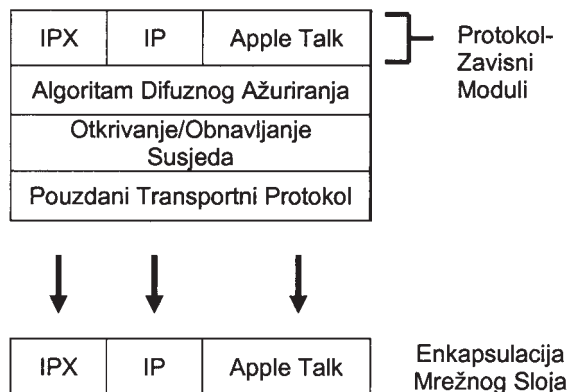 IPX IP Apple Talk
Protokol-
Zavisni
Moduli
Algoritam Difuznog Ažuriranja
Otkrivanje/Obnavljanje
Susjeda
Pouzdani Transportni Protokol
IPX IP Apple Talk
Enkapsulacija
Mrežnog Sloja